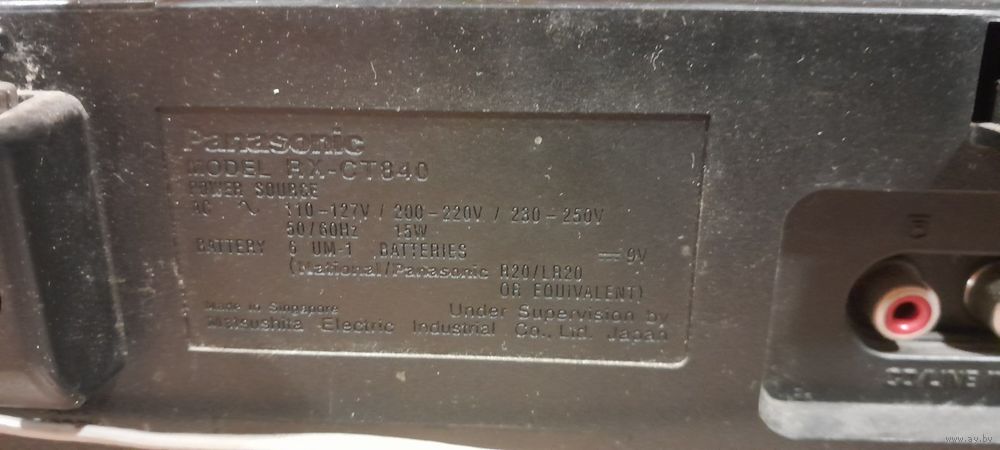 Panasonic
MODEL RX-CT840
POWER SOURCE
AC ∿ 110–127V / 200–220V / 230–250V
50/60Hz 15W
BATTERY 6 UM-1 BATTERIES ⎓ 9V
(National/Panasonic R20/LR20
OR EQUIVALENT)
Made in Singapore Under Supervision by
Matsushita Electric Industrial Co., Ltd. Japan
CD/LINE IN
www.ay.by